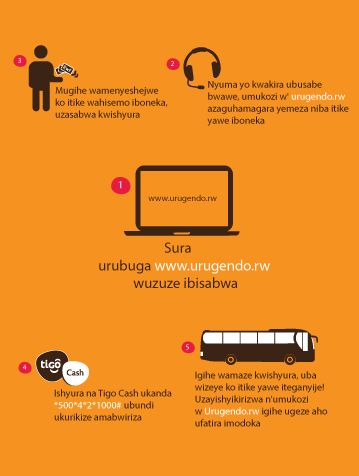 3
Mugihe wamenyeshejwe
ko itike wahisemo iboneka,
uzasabwa kwishyura
2
Nyuma yo kwakira ubusabe
bwawe, umukozi w' urugendo.rw
azaguhamagara yemeza niba itike
yawe iboneka
1
www.urugendo.rw
Sura
urubuga www.urugendo.rw
wuzuze ibisabwa
4
tigo
Cash
Ishyura na Tigo Cash ukanda
*500*4*2*1000# ubundi
ukurikize amabwiriza
5
Igihe wamaze kwishyura, uba
wizeye ko itike yawe iteganyije!
Uzayishyikirizwa n'umukozi
w Urugendo.rw igihe ugeze aho
ufatira imodoka